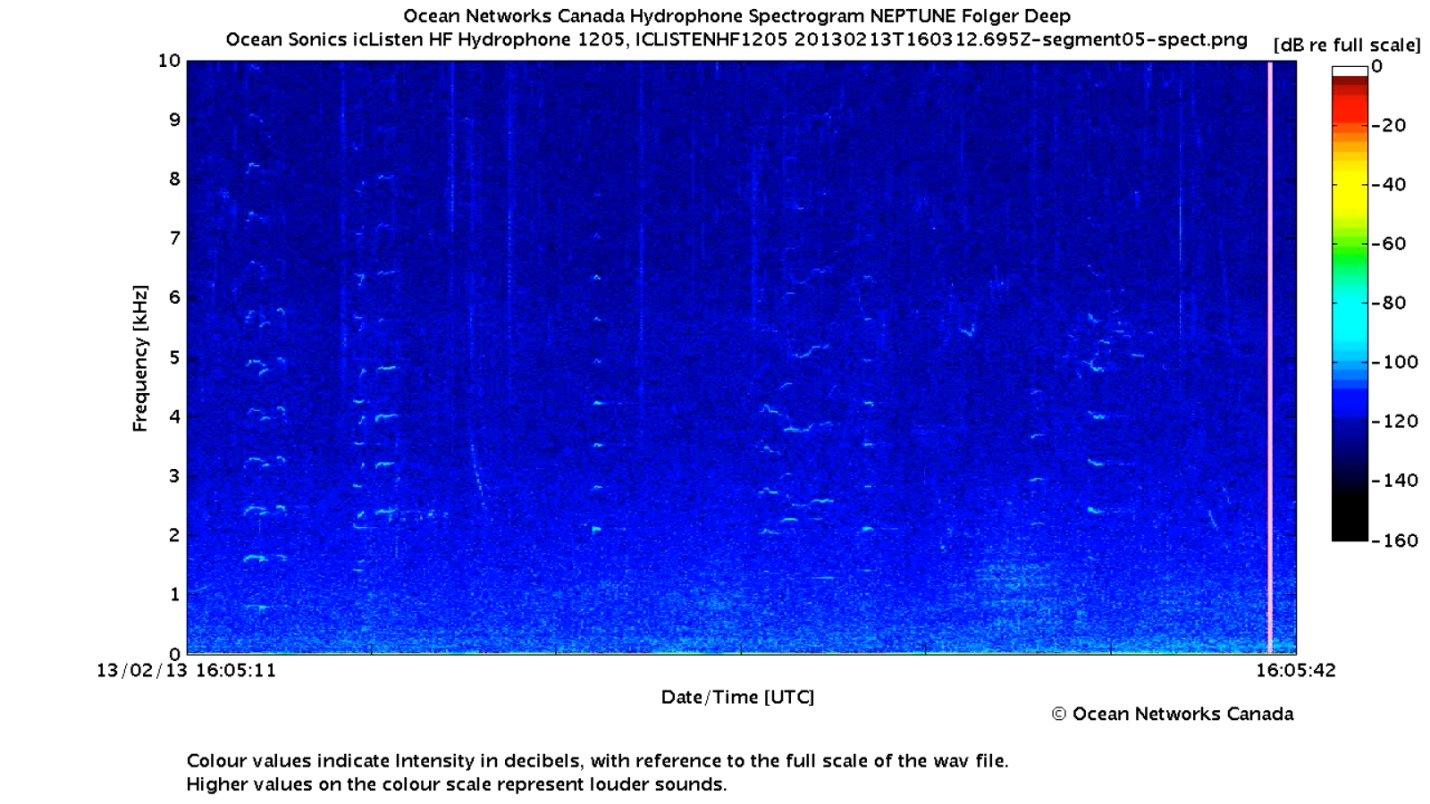 Ocean Networks Canada Hydrophone Spectrogram NEPTUNE Folger Deep
Ocean Sonics icListen HF Hydrophone 1205, ICLISTENHF1205 20130213T160312.695Z-segment05-spect.png
[dB re full scale]
10
9
8
7
6
5
4
3
2
1
0
Frequency [kHz]
0
-20
-40
-60
-80
-100
-120
-140
-160
13/02/13 16:05:11
16:05:42
Date/Time [UTC]
© Ocean Networks Canada
Colour values indicate Intensity in decibels, with reference to the full scale of the wav file.
Higher values on the colour scale represent louder sounds.